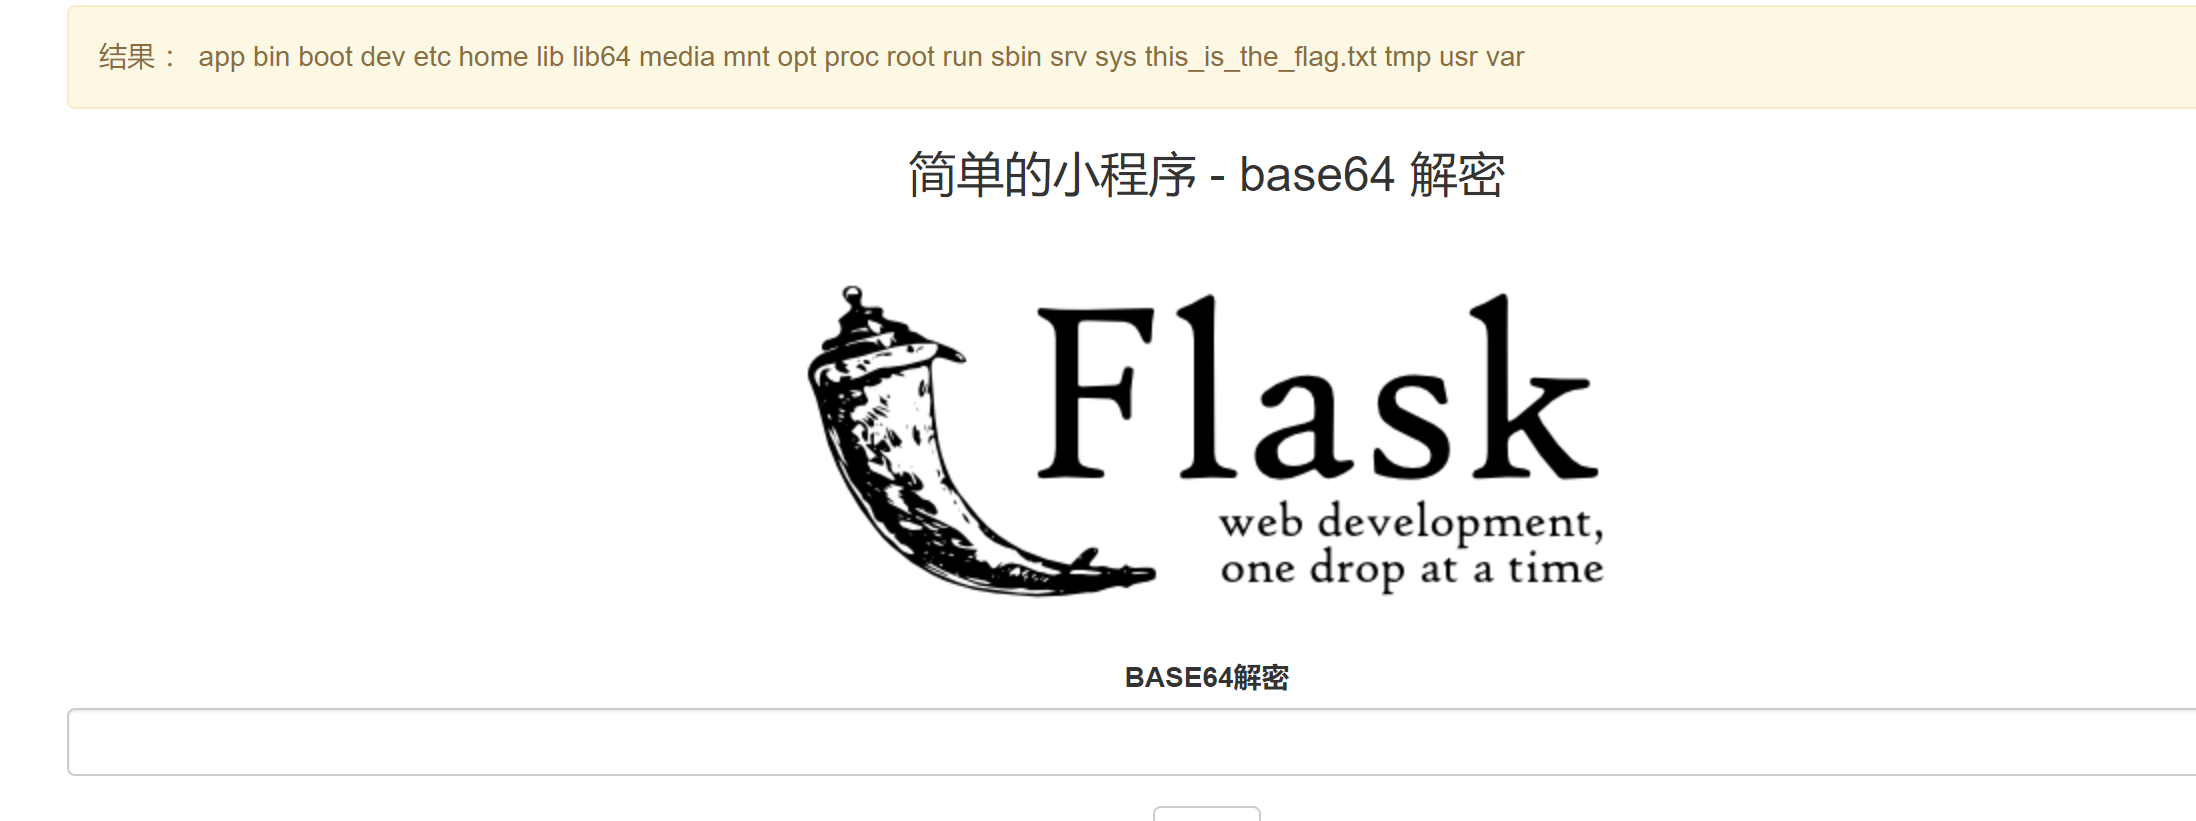 结果 ： app bin boot dev etc home lib lib64 media mnt opt proc root run sbin srv sys this_is_the_flag.txt tmp usr var
简单的小程序 - base64 解密
Flask
web development,
one drop at a time
BASE64解密